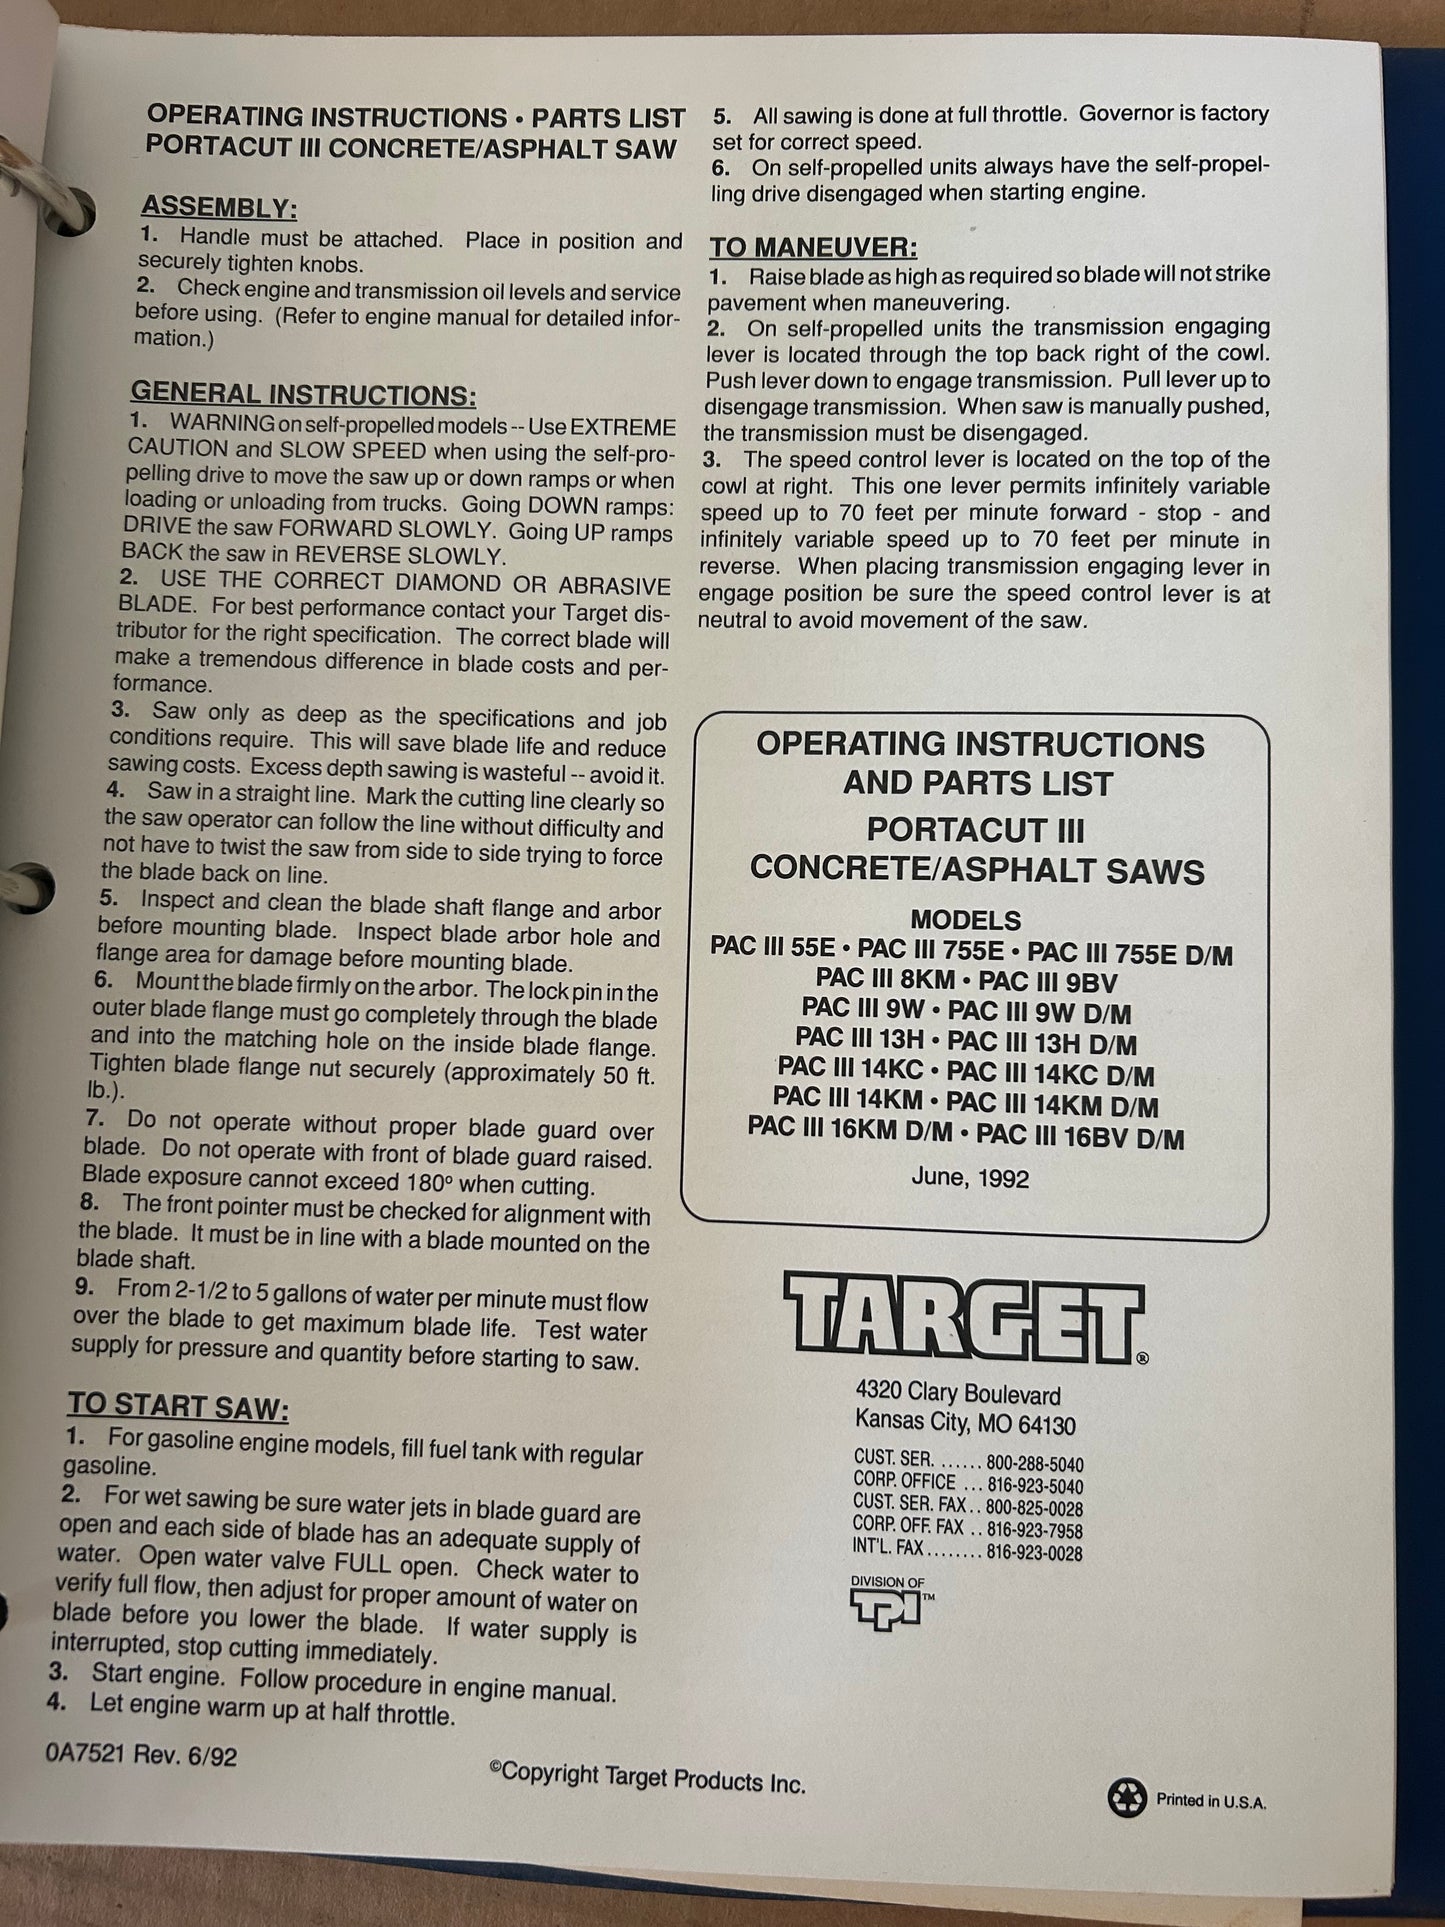 OPERATING INSTRUCTIONS • PARTS LIST
PORTACUT III CONCRETE/ASPHALT SAW
ASSEMBLY:
1. Handle must be attached. Place in position and
securely tighten knobs.
2. Check engine and transmission oil levels and service
before using. (Refer to engine manual for detailed infor-
mation.)
GENERAL INSTRUCTIONS:
1. WARNING on self-propelled models -- Use EXTREME
CAUTION and SLOW SPEED when using the self-pro-
pelling drive to move the saw up or down ramps or when
loading or unloading from trucks. Going DOWN ramps:
DRIVE the saw FORWARD SLOWLY. Going UP ramps
BACK the saw in REVERSE SLOWLY.
2. USE THE CORRECT DIAMOND OR ABRASIVE
BLADE. For best performance contact your Target dis-
tributor for the right specification. The correct blade will
make a tremendous difference in blade costs and per-
formance.
3. Saw only as deep as the specifications and job
conditions require. This will save blade life and reduce
sawing costs. Excess depth sawing is wasteful -- avoid it.
4. Saw in a straight line. Mark the cutting line clearly so
the saw operator can follow the line without difficulty and
not have to twist the saw from side to side trying to force
the blade back on line.
5. Inspect and clean the blade shaft flange and arbor
before mounting blade. Inspect blade arbor hole and
flange area for damage before mounting blade.
6. Mount the blade firmly on the arbor. The lock pin in the
outer blade flange must go completely through the blade
and into the matching hole on the inside blade flange.
Tighten blade flange nut securely (approximately 50 ft.
lb.).
7. Do not operate without proper blade guard over
blade. Do not operate with front of blade guard raised.
Blade exposure cannot exceed 180º when cutting.
8. The front pointer must be checked for alignment with
the blade. It must be in line with a blade mounted on the
blade shaft.
9. From 2-1/2 to 5 gallons of water per minute must flow
over the blade to get maximum blade life. Test water
supply for pressure and quantity before starting to saw.
TO START SAW:
1. For gasoline engine models, fill fuel tank with regular
gasoline.
2. For wet sawing be sure water jets in blade guard are
open and each side of blade has an adequate supply of
water. Open water valve FULL open. Check water to
verify full flow, then adjust for proper amount of water on
blade before you lower the blade. If water supply is
interrupted, stop cutting immediately.
3. Start engine. Follow procedure in engine manual.
4. Let engine warm up at half throttle.
5. All sawing is done at full throttle. Governor is factory
set for correct speed.
6. On self-propelled units always have the self-propel-
ling drive disengaged when starting engine.
TO MANEUVER:
1. Raise blade as high as required so blade will not strike
pavement when maneuvering.
2. On self-propelled units the transmission engaging
lever is located through the top back right of the cowl.
Push lever down to engage transmission. Pull lever up to
disengage transmission. When saw is manually pushed,
the transmission must be disengaged.
3. The speed control lever is located on the top of the
cowl at right. This one lever permits infinitely variable
speed up to 70 feet per minute forward - stop - and
infinitely variable speed up to 70 feet per minute in
reverse. When placing transmission engaging lever in
engage position be sure the speed control lever is at
neutral to avoid movement of the saw.
OPERATING INSTRUCTIONS
AND PARTS LIST
PORTACUT III
CONCRETE/ASPHALT SAWS
MODELS
PAC III 55E • PAC III 755E • PAC III 755E D/M
PAC III 8KM • PAC III 9BV
PAC III 9W • PAC III 9W D/M
PAC III 13H • PAC III 13H D/M
PAC III 14KC • PAC III 14KC D/M
PAC III 14KM • PAC III 14KM D/M
PAC III 16KM D/M • PAC III 16BV D/M
June, 1992
TARGET®
4320 Clary Boulevard
Kansas City, MO 64130
CUST. SER. ...... 800-288-5040
CORP. OFFICE ... 816-923-5040
CUST. SER. FAX .. 800-825-0028
CORP. OFF. FAX .. 816-923-7958
INT'L. FAX ........ 816-923-0028
DIVISION OF
TPI™
0A7521 Rev. 6/92
©Copyright Target Products Inc.
Printed in U.S.A.